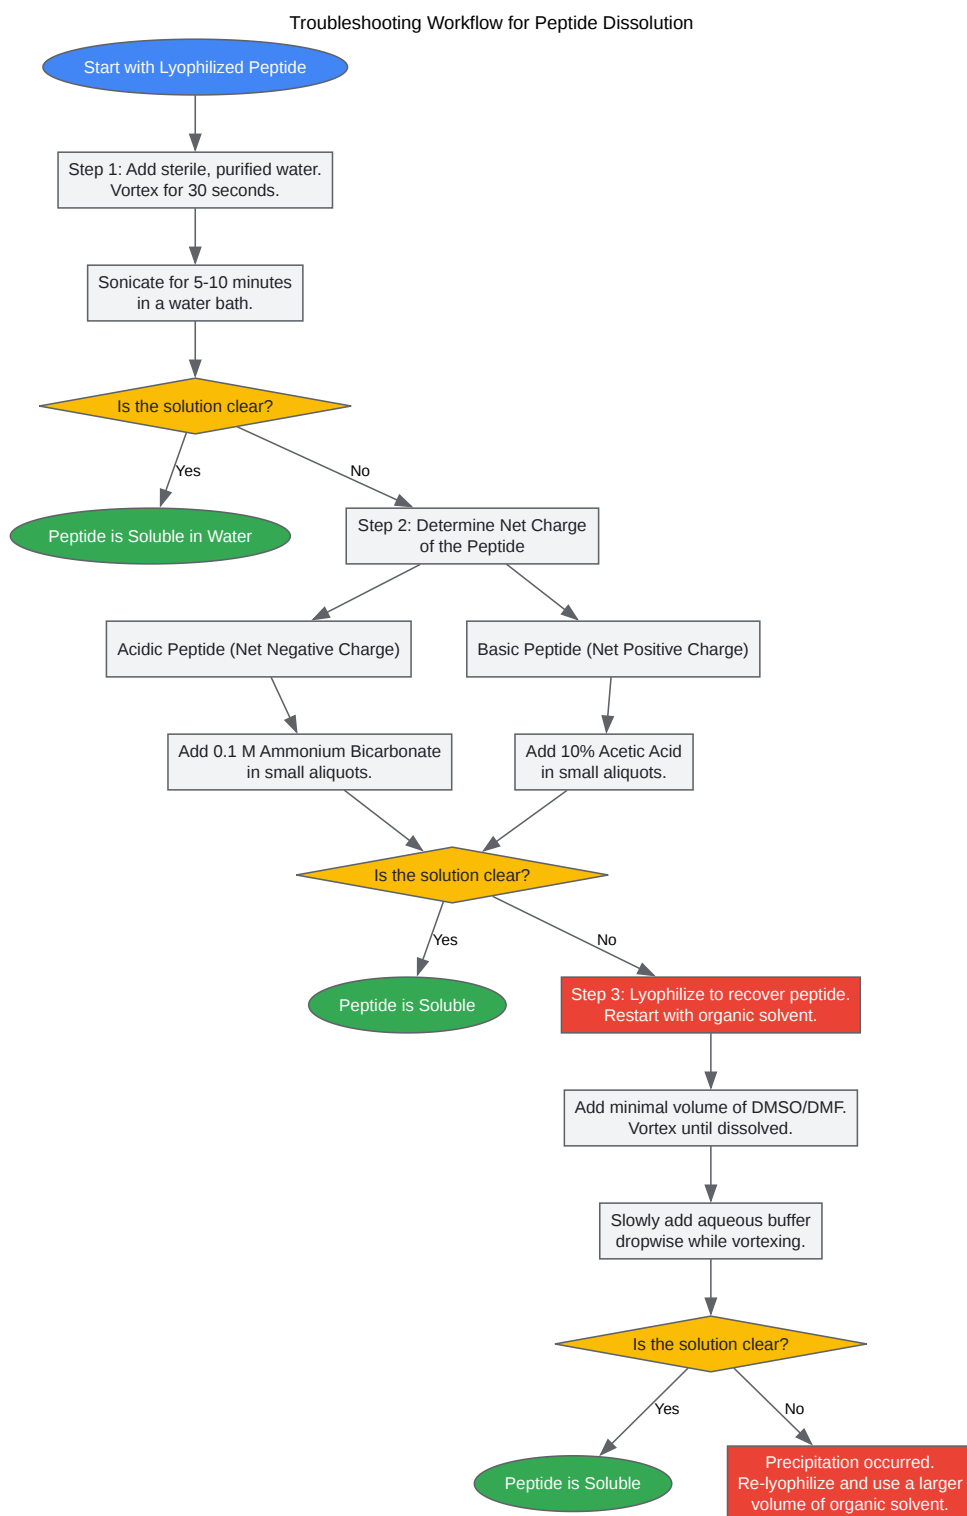 Troubleshooting Workflow for Peptide Dissolution
Start with Lyophilized Peptide
Step 1: Add sterile, purified water.
Vortex for 30 seconds.
Sonicate for 5-10 minutes
in a water bath.
Is the solution clear?
Yes
No
Peptide is Soluble in Water
Step 2: Determine Net Charge
of the Peptide
Acidic Peptide (Net Negative Charge)
Basic Peptide (Net Positive Charge)
Add 0.1 M Ammonium Bicarbonate
in small aliquots.
Add 10% Acetic Acid
in small aliquots.
Is the solution clear?
Yes
No
Peptide is Soluble
Step 3: Lyophilize to recover peptide.
Restart with organic solvent.
Add minimal volume of DMSO/DMF.
Vortex until dissolved.
Slowly add aqueous buffer
dropwise while vortexing.
Is the solution clear?
Yes
No
Peptide is Soluble
Precipitation occurred.
Re-lyophilize and use a larger
volume of organic solvent.